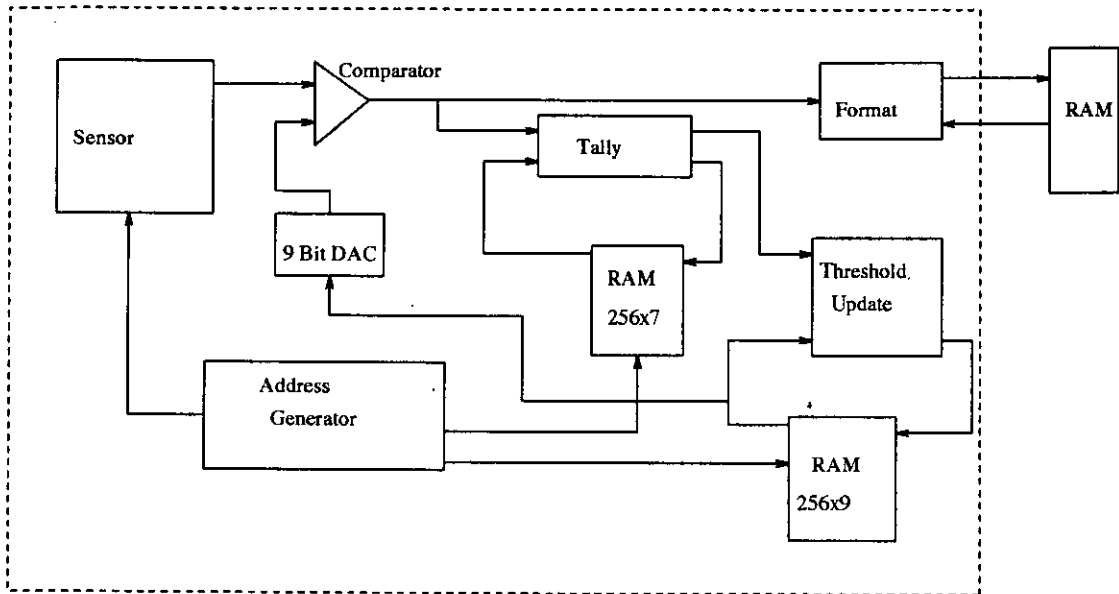 Comparator
Sensor
Format
RAM
Tally
9 Bit DAC
RAM
256x7
Threshold
Update
Address
Generator
RAM
256x9